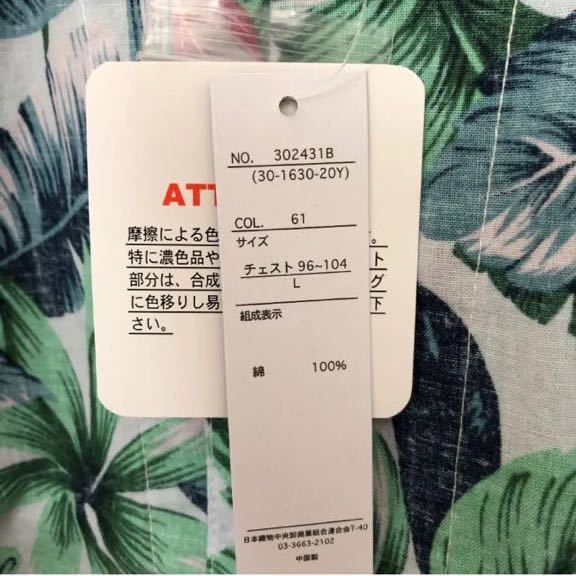 NO. 302431B
(30-1630-20Y)
COL. 61
サイズ
チェスト 96~104
L
組成表示
綿 100%
日本織物中央卸商業組合連合会T-40
03-3663-2102
中国製
ATT
摩擦による色
特に濃色品や
部分は、合成
に色移りし易
さい。
。
ト
グ
下